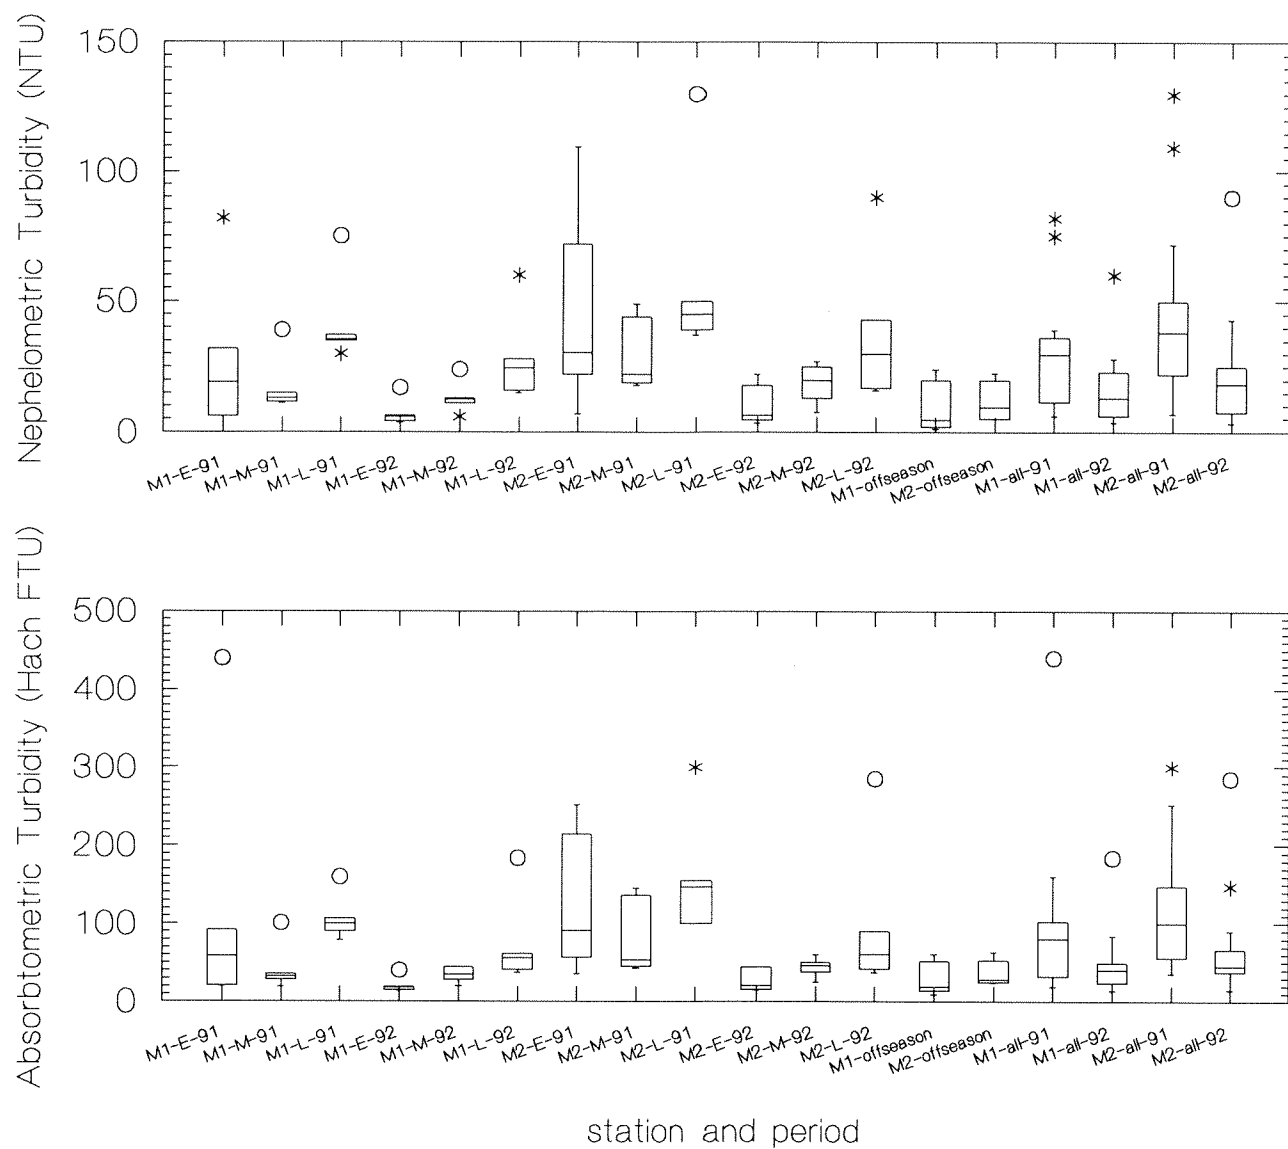 Nephelometric Turbidity (NTU)
150
100
50
0
M1-E-91
M1-M-91
M1-L-91
M1-E-92
M1-M-92
M1-L-92
M2-E-91
M2-M-91
M2-L-91
M2-E-92
M2-M-92
M2-L-92
M1-offseason
M2-offseason
M1-all-91
M1-all-92
M2-all-91
M2-all-92
Absorbtometric Turbidity (Hach FTU)
500
400
300
200
100
0
M1-E-91
M1-M-91
M1-L-91
M1-E-92
M1-M-92
M1-L-92
M2-E-91
M2-M-91
M2-L-91
M2-E-92
M2-M-92
M2-L-92
M1-offseason
M2-offseason
M1-all-91
M1-all-92
M2-all-91
M2-all-92
station and period